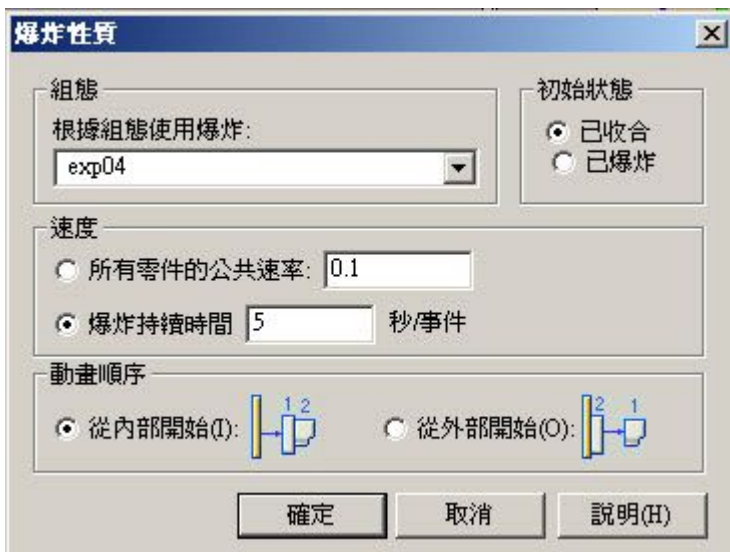 爆炸性質
組態
根據組態使用爆炸:
exp04
初始狀態
已收合
已爆炸
速度
所有零件的公共速率: 0.1
爆炸持續時間 5 秒/事件
動畫順序
從內部開始(I): 1 2
從外部開始(O): 2 1
確定 取消 說明(H)